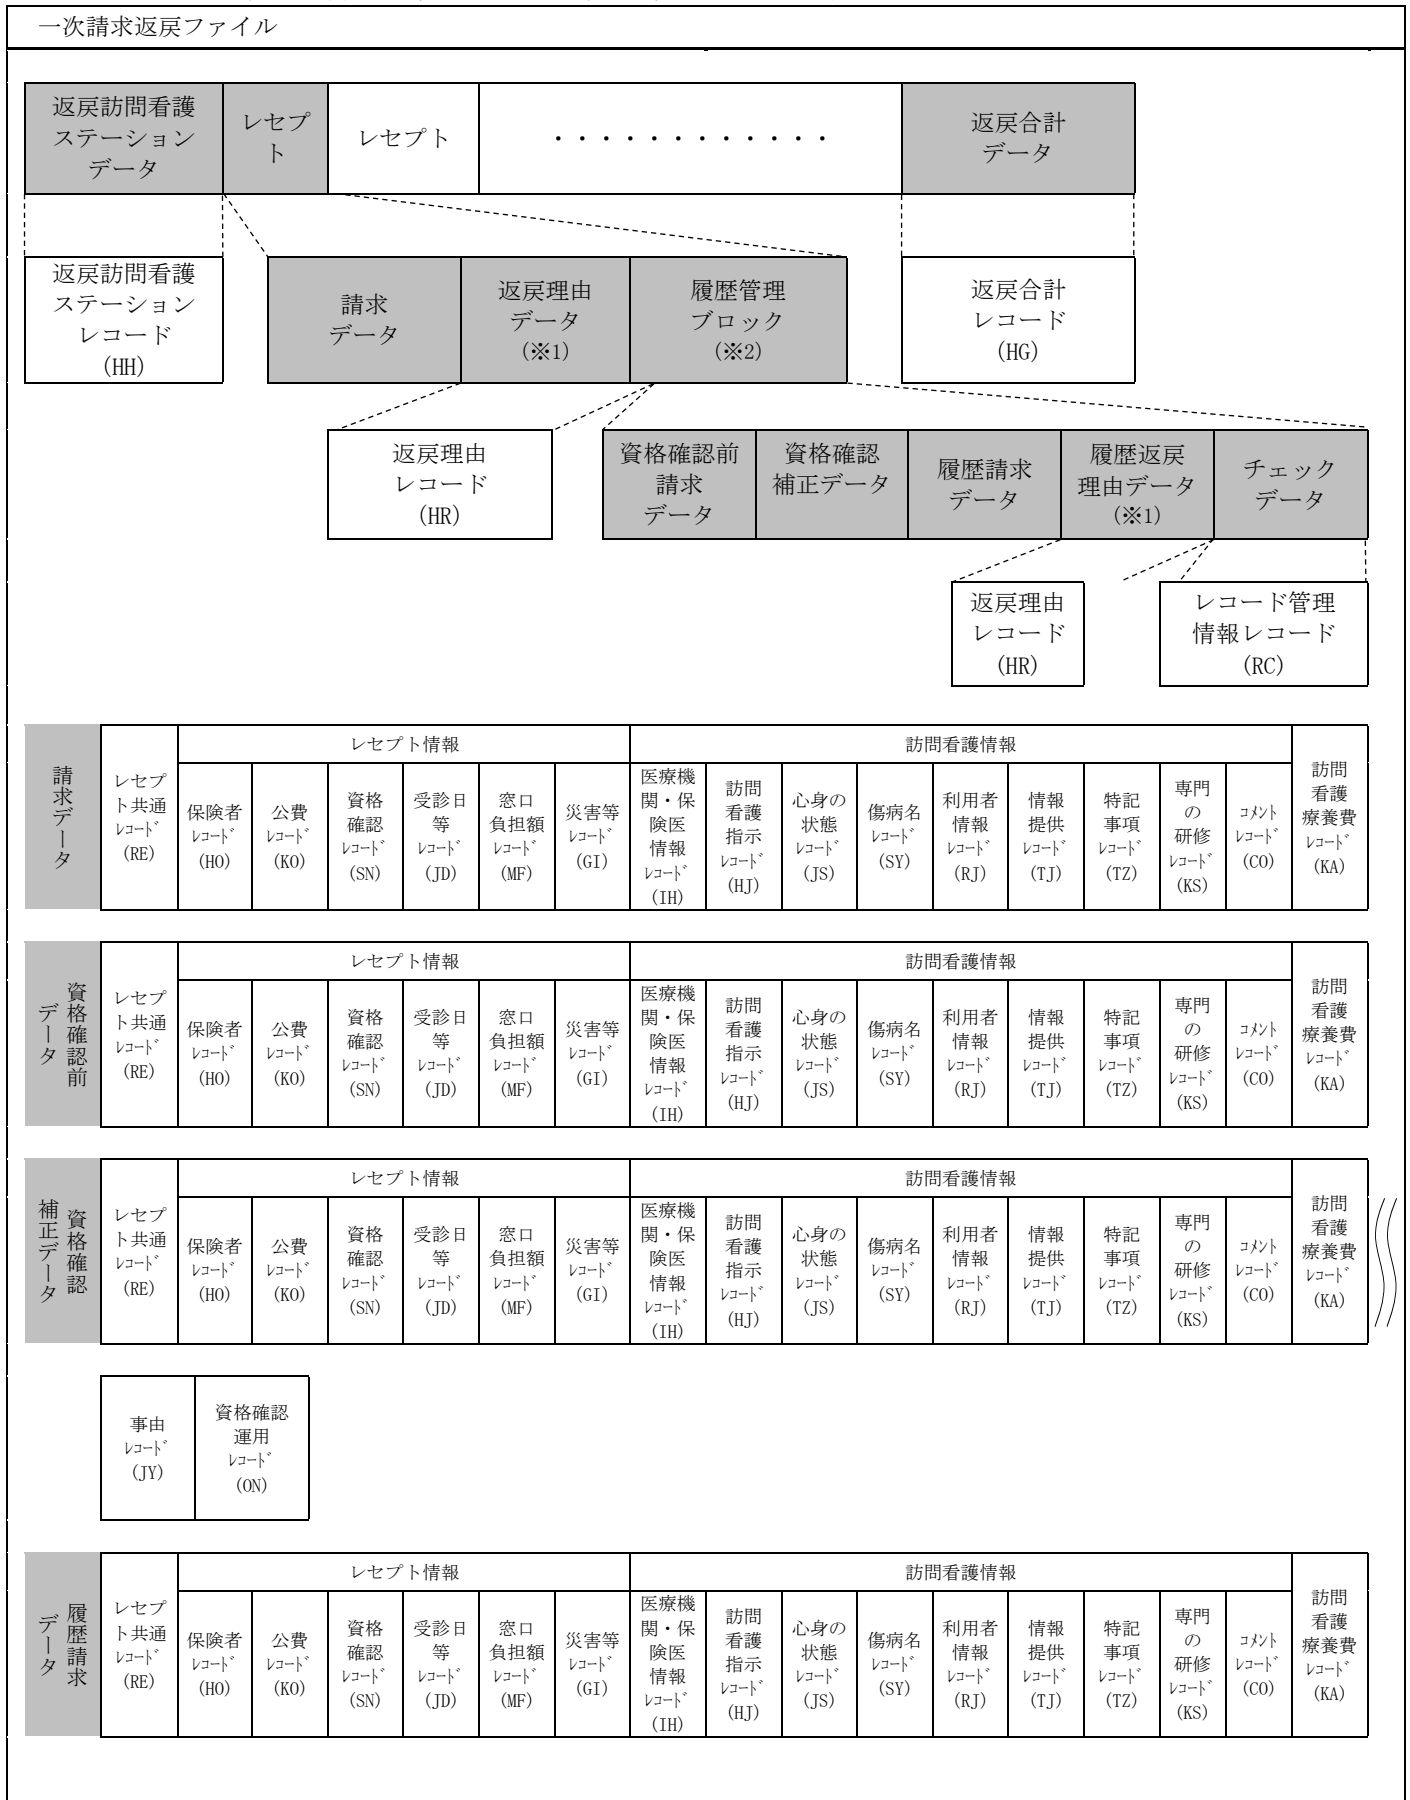 一次請求返戻ファイル
返戻訪問看護
ステーション
データ
レセプ
ト
レセプト
・・・・・・・・・・・・
返戻合計
データ
返戻訪問看護
ステーション
レコード
(HH)
請求
データ
返戻理由
データ
(※1)
履歴管理
ブロック
(※2)
返戻合計
レコード
(HG)
返戻理由
レコード
(HR)
資格確認前
請求
データ
資格確認
補正データ
履歴請求
データ
履歴返戻
理由データ
(※1)
チェック
データ
返戻理由
レコード
(HR)
レコード管理
情報レコード
(RC)
請求データ
レセプ
ト共通
ﾚｺｰﾄﾞ
(RE)
レセプト情報
保険者
ﾚｺｰﾄﾞ
(HO)
公費
ﾚｺｰﾄﾞ
(KO)
資格
確認
ﾚｺｰﾄﾞ
(SN)
受診日
等
ﾚｺｰﾄﾞ
(JD)
窓口
負担額
ﾚｺｰﾄﾞ
(MF)
災害等
ﾚｺｰﾄﾞ
(GI)
訪問看護情報
医療機
関・保
険医
情報
ﾚｺｰﾄﾞ
(IH)
訪問
看護
指示
ﾚｺｰﾄﾞ
(HJ)
心身の
状態
ﾚｺｰﾄﾞ
(JS)
傷病名
ﾚｺｰﾄﾞ
(SY)
利用者
情報
ﾚｺｰﾄﾞ
(RJ)
情報
提供
ﾚｺｰﾄﾞ
(TJ)
特記
事項
ﾚｺｰﾄﾞ
(TZ)
専門
の
研修
ﾚｺｰﾄﾞ
(KS)
ｺﾒﾝﾄ
ﾚｺｰﾄﾞ
(CO)
訪問
看護
療養費
ﾚｺｰﾄﾞ
(KA)
資格確認前
データ
レセプ
ト共通
ﾚｺｰﾄﾞ
(RE)
レセプト情報
保険者
ﾚｺｰﾄﾞ
(HO)
公費
ﾚｺｰﾄﾞ
(KO)
資格
確認
ﾚｺｰﾄﾞ
(SN)
受診日
等
ﾚｺｰﾄﾞ
(JD)
窓口
負担額
ﾚｺｰﾄﾞ
(MF)
災害等
ﾚｺｰﾄﾞ
(GI)
訪問看護情報
医療機
関・保
険医
情報
ﾚｺｰﾄﾞ
(IH)
訪問
看護
指示
ﾚｺｰﾄﾞ
(HJ)
心身の
状態
ﾚｺｰﾄﾞ
(JS)
傷病名
ﾚｺｰﾄﾞ
(SY)
利用者
情報
ﾚｺｰﾄﾞ
(RJ)
情報
提供
ﾚｺｰﾄﾞ
(TJ)
特記
事項
ﾚｺｰﾄﾞ
(TZ)
専門
の
研修
ﾚｺｰﾄﾞ
(KS)
ｺﾒﾝﾄ
ﾚｺｰﾄﾞ
(CO)
訪問
看護
療養費
ﾚｺｰﾄﾞ
(KA)
資格確認
補正データ
レセプ
ト共通
ﾚｺｰﾄﾞ
(RE)
レセプト情報
保険者
ﾚｺｰﾄﾞ
(HO)
公費
ﾚｺｰﾄﾞ
(KO)
資格
確認
ﾚｺｰﾄﾞ
(SN)
受診日
等
ﾚｺｰﾄﾞ
(JD)
窓口
負担額
ﾚｺｰﾄﾞ
(MF)
災害等
ﾚｺｰﾄﾞ
(GI)
訪問看護情報
医療機
関・保
険医
情報
ﾚｺｰﾄﾞ
(IH)
訪問
看護
指示
ﾚｺｰﾄﾞ
(HJ)
心身の
状態
ﾚｺｰﾄﾞ
(JS)
傷病名
ﾚｺｰﾄﾞ
(SY)
利用者
情報
ﾚｺｰﾄﾞ
(RJ)
情報
提供
ﾚｺｰﾄﾞ
(TJ)
特記
事項
ﾚｺｰﾄﾞ
(TZ)
専門
の
研修
ﾚｺｰﾄﾞ
(KS)
ｺﾒﾝﾄ
ﾚｺｰﾄﾞ
(CO)
訪問
看護
療養費
ﾚｺｰﾄﾞ
(KA)
事由
ﾚｺｰﾄﾞ
(JY)
資格確認
運用
ﾚｺｰﾄﾞ
(ON)
履歴請求
データ
レセプ
ト共通
ﾚｺｰﾄﾞ
(RE)
レセプト情報
保険者
ﾚｺｰﾄﾞ
(HO)
公費
ﾚｺｰﾄﾞ
(KO)
資格
確認
ﾚｺｰﾄﾞ
(SN)
受診日
等
ﾚｺｰﾄﾞ
(JD)
窓口
負担額
ﾚｺｰﾄﾞ
(MF)
災害等
ﾚｺｰﾄﾞ
(GI)
訪問看護情報
医療機
関・保
険医
情報
ﾚｺｰﾄﾞ
(IH)
訪問
看護
指示
ﾚｺｰﾄﾞ
(HJ)
心身の
状態
ﾚｺｰﾄﾞ
(JS)
傷病名
ﾚｺｰﾄﾞ
(SY)
利用者
情報
ﾚｺｰﾄﾞ
(RJ)
情報
提供
ﾚｺｰﾄﾞ
(TJ)
特記
事項
ﾚｺｰﾄﾞ
(TZ)
専門
の
研修
ﾚｺｰﾄﾞ
(KS)
ｺﾒﾝﾄ
ﾚｺｰﾄﾞ
(CO)
訪問
看護
療養費
ﾚｺｰﾄﾞ
(KA)